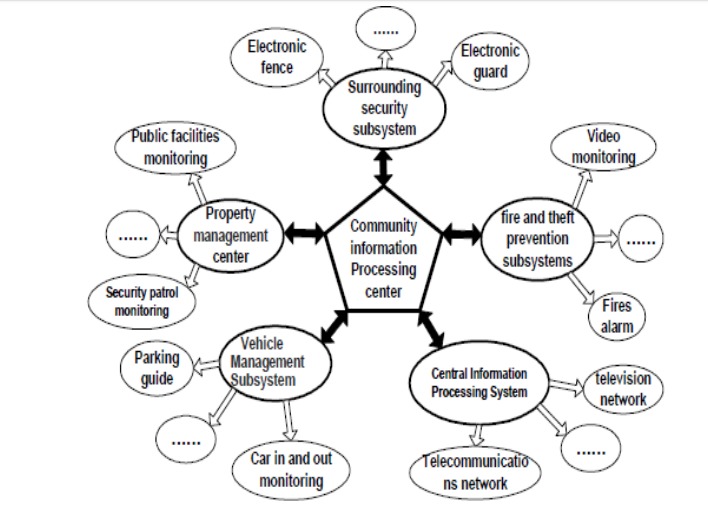 ......
Electronic
fence
Electronic
guard
Surrounding
security
subsystem
Public facilities
monitoring
Video
monitoring
Property
management
center
......
Community
information
Processing
center
fire and theft
prevention
subsystems
......
Security patrol
monitoring
Fires
alarm
Vehicle
Management
Subsystem
Parking
guide
Central Information
Processing System
television
network
......
......
Car in and out
monitoring
Telecommunicatio
ns network